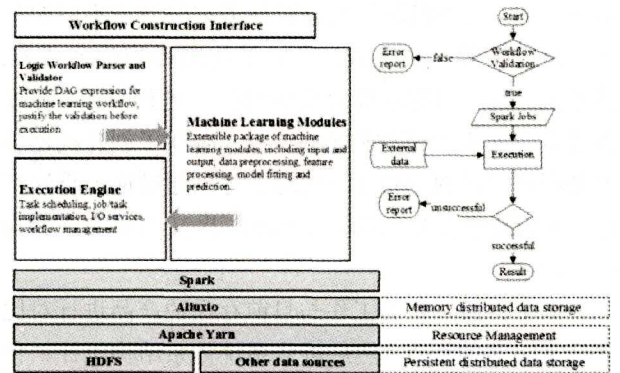 Workflow Construction Interface
Logic Workflow Parser and
Validator
Provide DAG expression for
machine learning workflow,
justify the validation before
execution
Machine Learning Modules
Extensible package of machine
learning modules, including input and
output, data preprocessing, feature
processing, model fitting and
prediction.
Execution Engine
Task scheduling, job/task
implementation, I/O services,
workflow management
Start
Workflow
Validation
false
Error
report
true
Spark Jobs
External
data
Execution
Error
report
unsuccessful
successful
Result
Spark
Alluxio
Memory distributed data storage
Apache Yarn
Resource Management
HDFS
Other data sources
Persistent distributed data storage